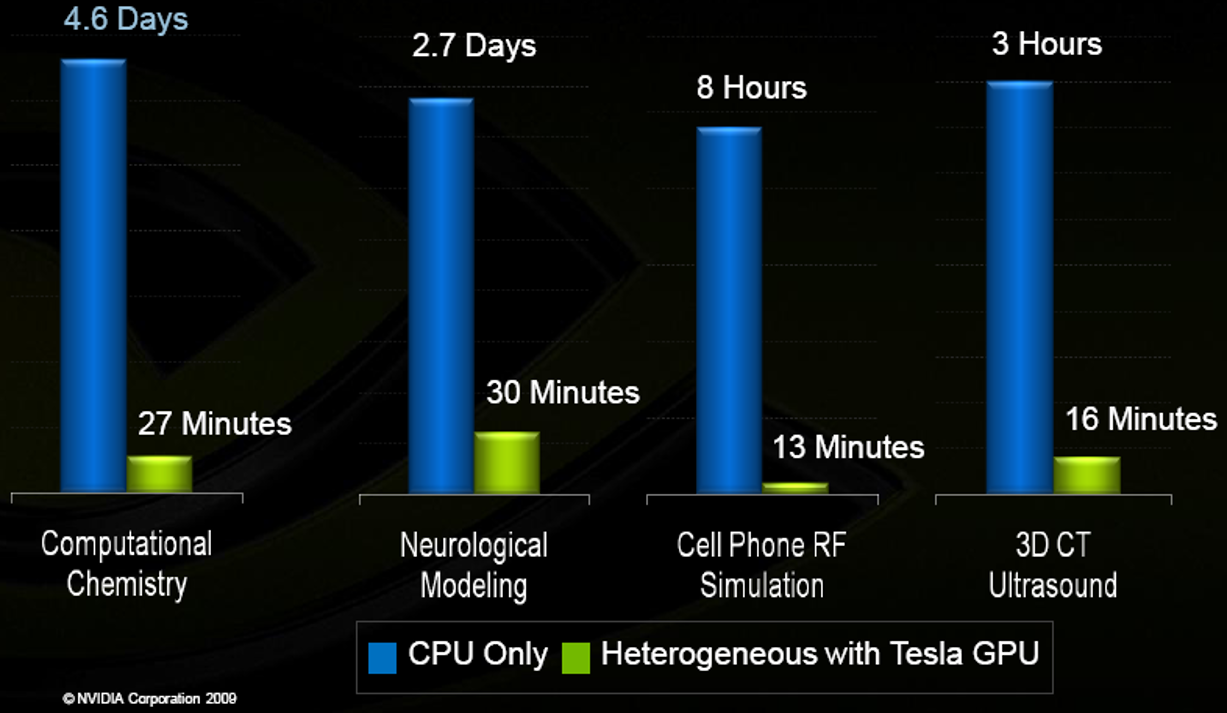 4.6 Days
2.7 Days
8 Hours
3 Hours
27 Minutes
30 Minutes
13 Minutes
16 Minutes
Computational
Chemistry
Neurological
Modeling
Cell Phone RF
Simulation
3D CT
Ultrasound
CPU Only
Heterogeneous with Tesla GPU
© NVIDIA Corporation 2009